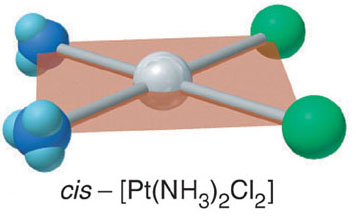 cis – [Pt(NH₃)₂Cl₂]